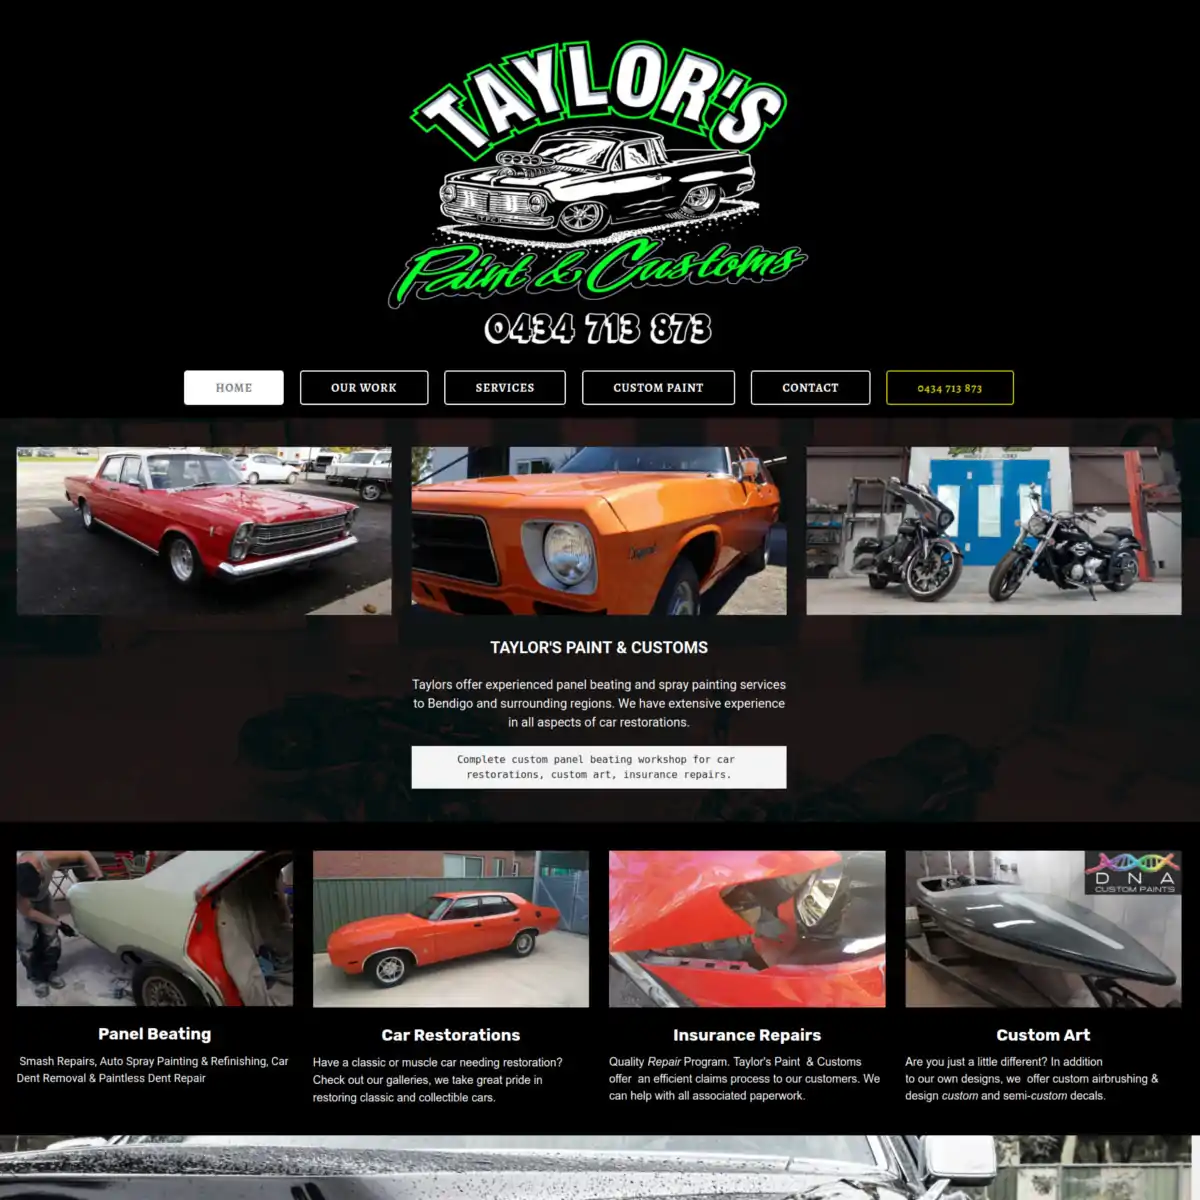 TAYLOR'S
Paint & Customs
0434 713 873
HOME
OUR WORK
SERVICES
CUSTOM PAINT
CONTACT
0434 713 873
TAYLOR'S PAINT & CUSTOMS
Taylors offer experienced panel beating and spray painting services
to Bendigo and surrounding regions. We have extensive experience
in all aspects of car restorations.
Complete custom panel beating workshop for car
restorations, custom art, insurance repairs.
DNA
CUSTOM PAINTS
Panel Beating
Smash Repairs, Auto Spray Painting & Refinishing, Car
Dent Removal & Paintless Dent Repair
Car Restorations
Have a classic or muscle car needing restoration?
Check out our galleries, we take great pride in
restoring classic and collectible cars.
Insurance Repairs
Quality Repair Program. Taylor's Paint & Customs
offer an efficient claims process to our customers. We
can help with all associated paperwork.
Custom Art
Are you just a little different? In addition
to our own designs, we offer custom airbrushing &
design custom and semi-custom decals.